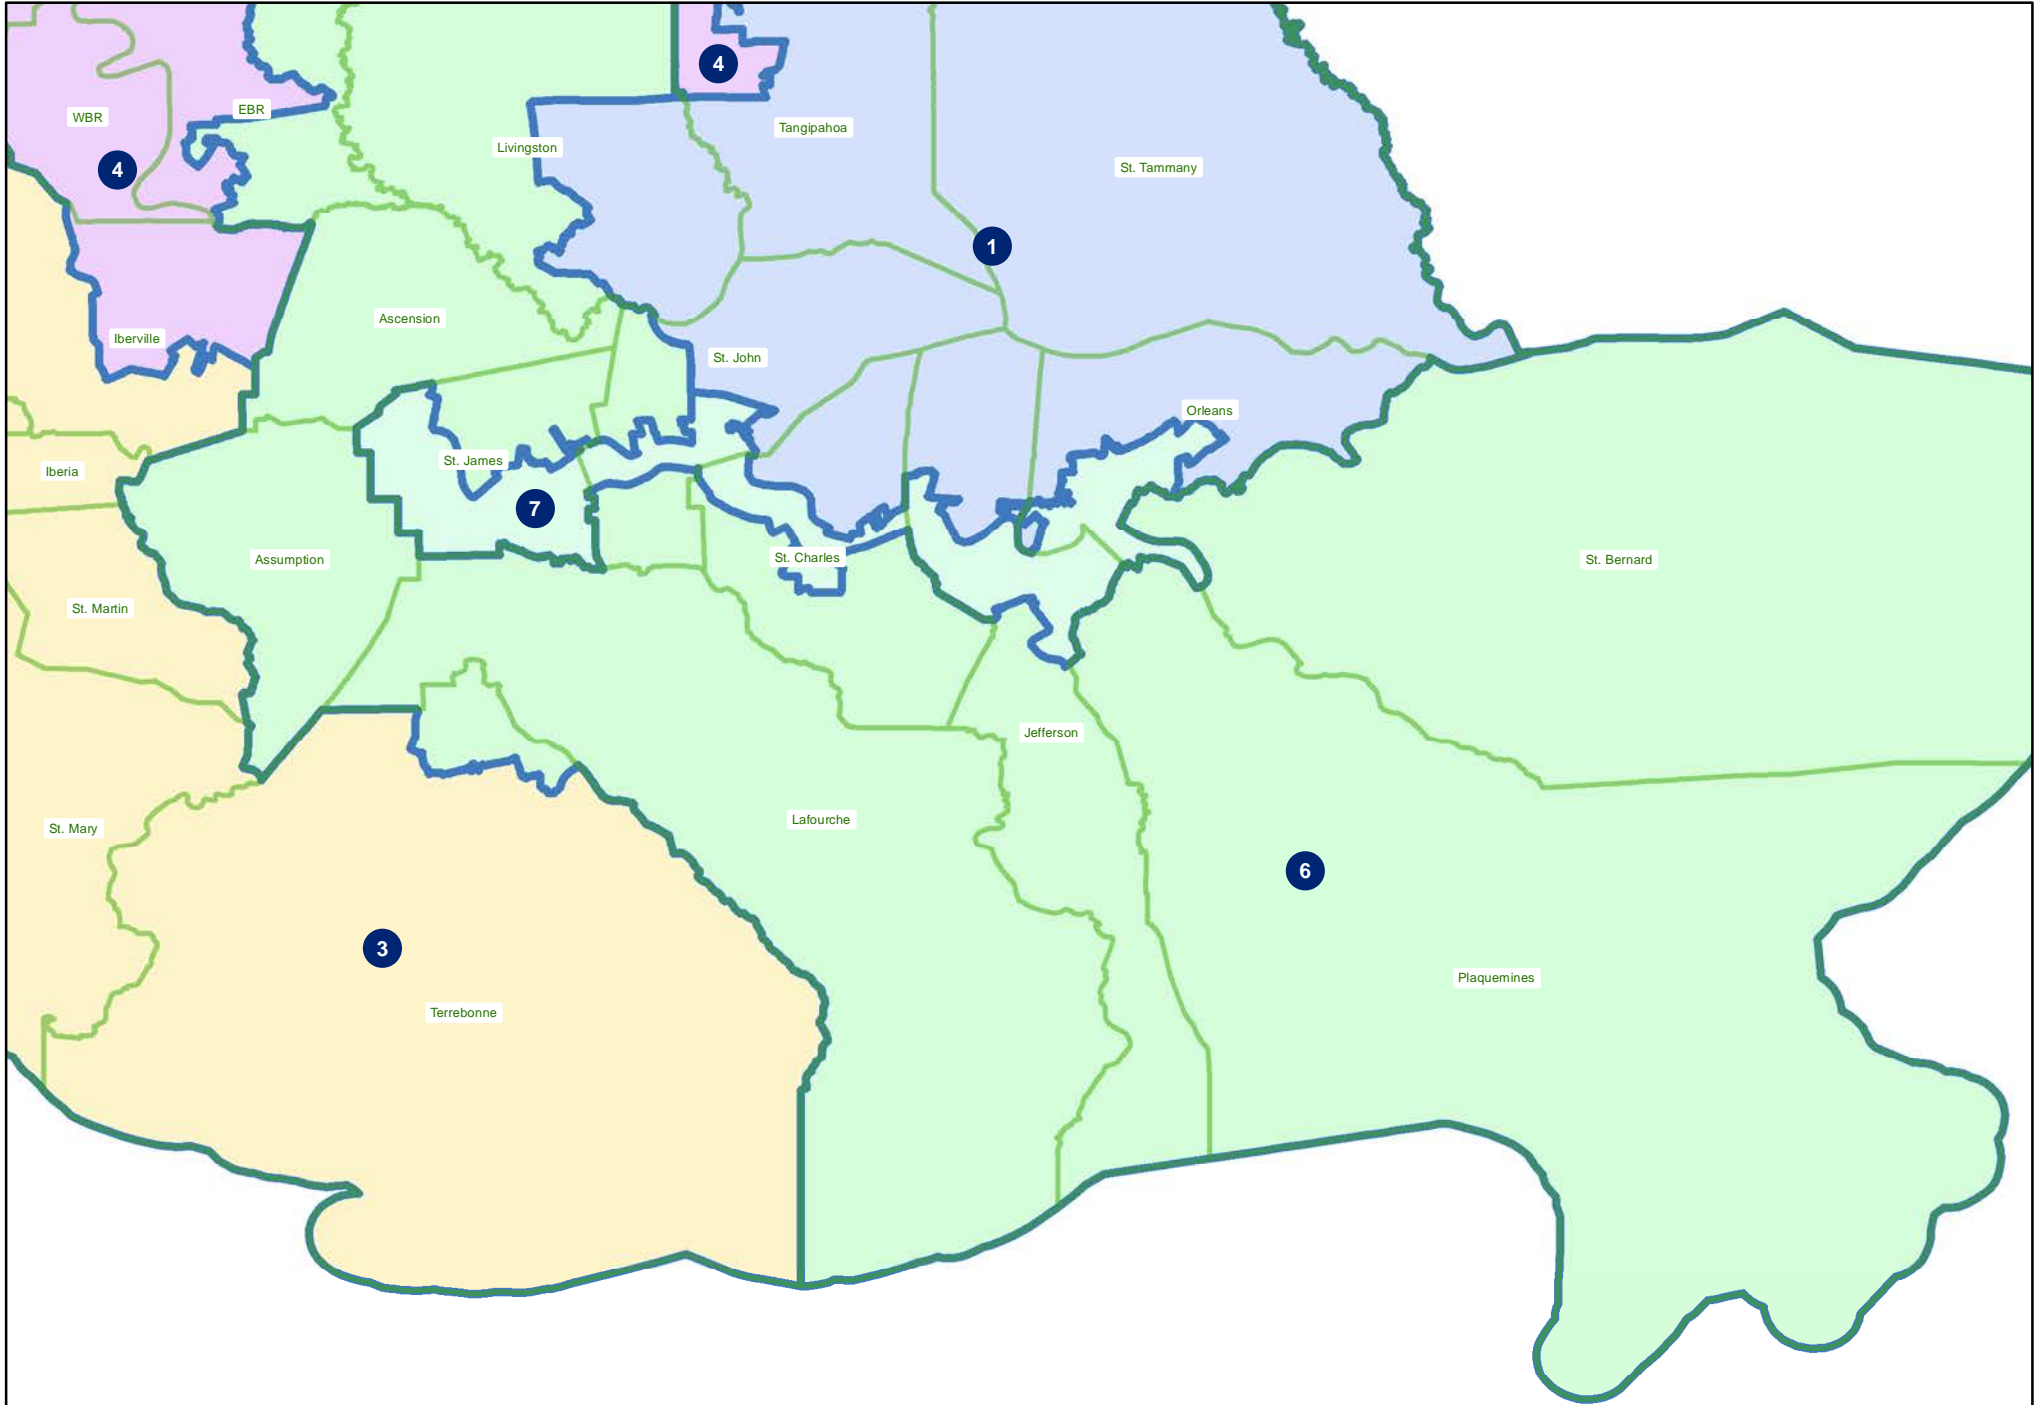 4
WBR
EBR
Tangipahoa
Livingston
4
St. Tammany
1
Ascension
Iberville
St. John
Orleans
St. James
Iberia
7
St. Charles
Assumption
St. Bernard
St. Martin
Jefferson
Lafourche
St. Mary
6
3
Plaquemines
Terrebonne